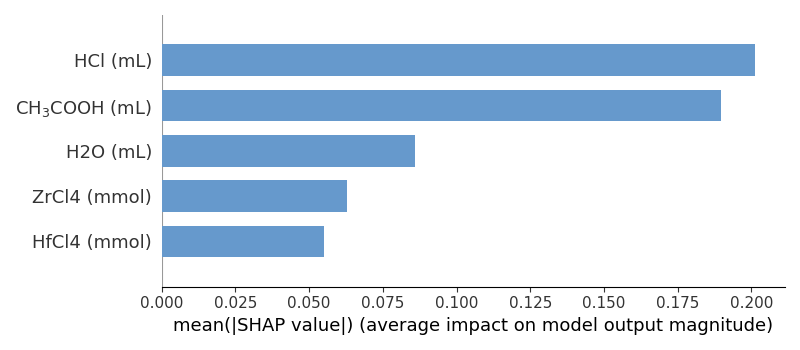 HCl (mL)
CH₃COOH (mL)
H2O (mL)
ZrCl4 (mmol)
HfCl4 (mmol)
0.000 0.025 0.050 0.075 0.100 0.125 0.150 0.175 0.200
mean(|SHAP value|) (average impact on model output magnitude)